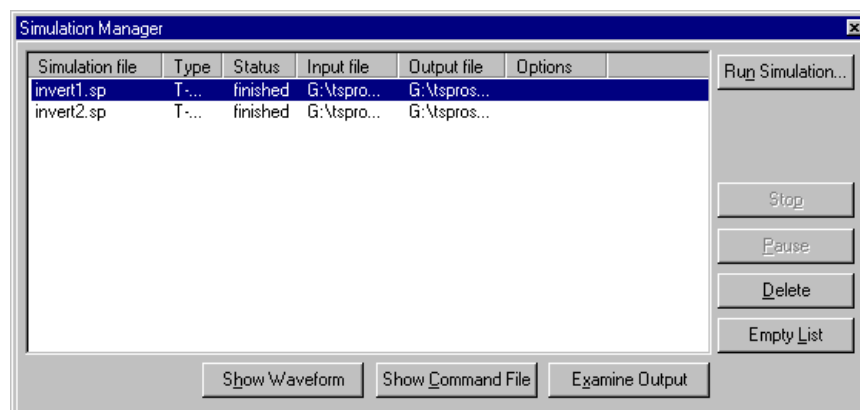 Simulation Manager
Simulation file Type Status Input file Output file Options
invert1.sp T-... finished G:\tspro... G:\tspros...
invert2.sp T-... finished G:\tspro... G:\tspros...
Run Simulation...
Stop
Pause
Delete
Empty List
Show Waveform Show Command File Examine Output